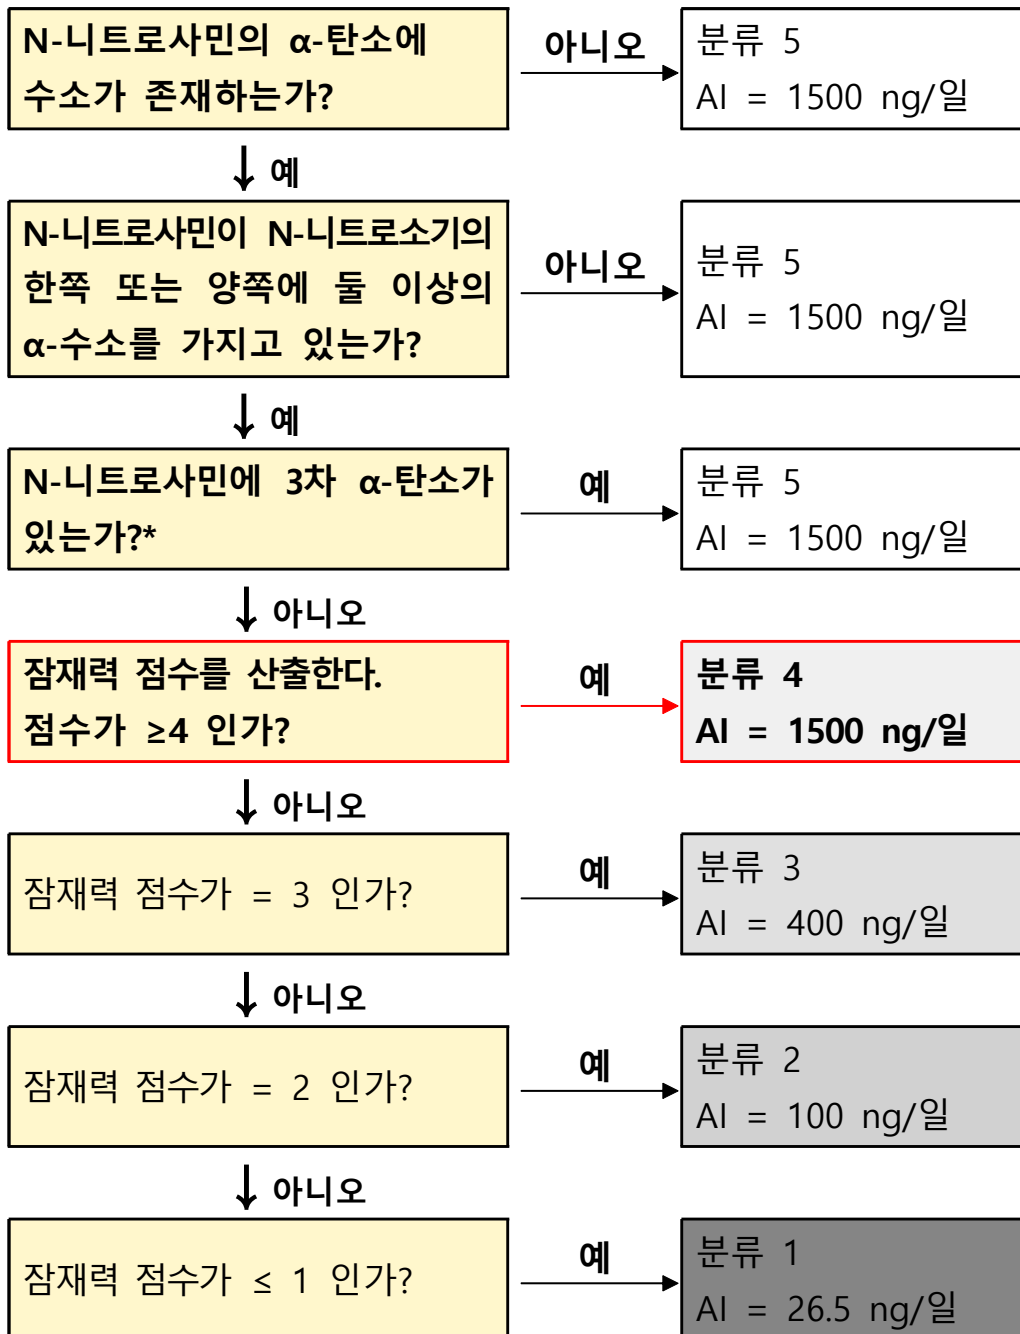 N-니트로사민의 α-탄소에
수소가 존재하는가?
아니오
분류 5
AI = 1500 ng/일
↓ 예
N-니트로사민이 N-니트로소기의
한쪽 또는 양쪽에 둘 이상의
α-수소를 가지고 있는가?
아니오
분류 5
AI = 1500 ng/일
↓ 예
N-니트로사민에 3차 α-탄소가
있는가?*
예
분류 5
AI = 1500 ng/일
↓ 아니오
잠재력 점수를 산출한다.
점수가 ≥4 인가?
예
분류 4
AI = 1500 ng/일
↓ 아니오
잠재력 점수가 = 3 인가?
예
분류 3
AI = 400 ng/일
↓ 아니오
잠재력 점수가 = 2 인가?
예
분류 2
AI = 100 ng/일
↓ 아니오
잠재력 점수가 ≤ 1 인가?
예
분류 1
AI = 26.5 ng/일